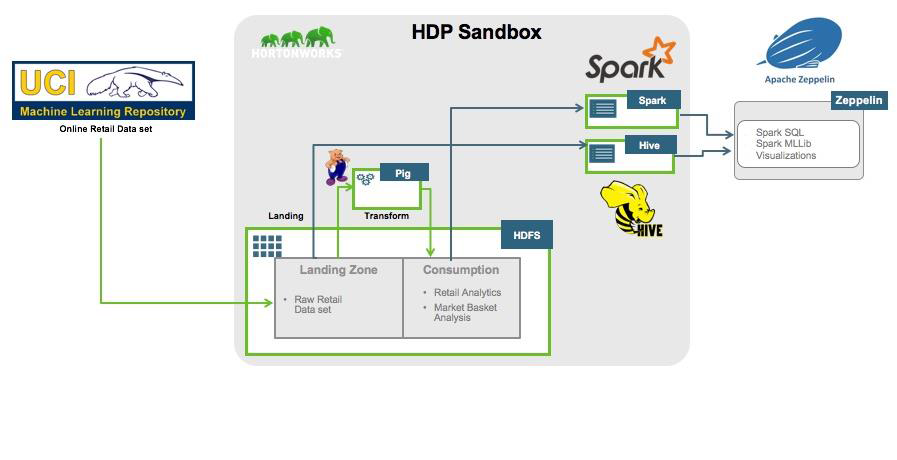 HDP Sandbox
HORTONWORKS
UCI
Machine Learning Repository
Online Retail Data set
Spark
Apache Zeppelin
Spark
Zeppelin
Spark SQL
Spark MLLib
Visualizations
Hive
HIVE
Pig
Landing
Transform
HDFS
Landing Zone
• Raw Retail
Data set
Consumption
• Retail Analytics
• Market Basket
Analysis